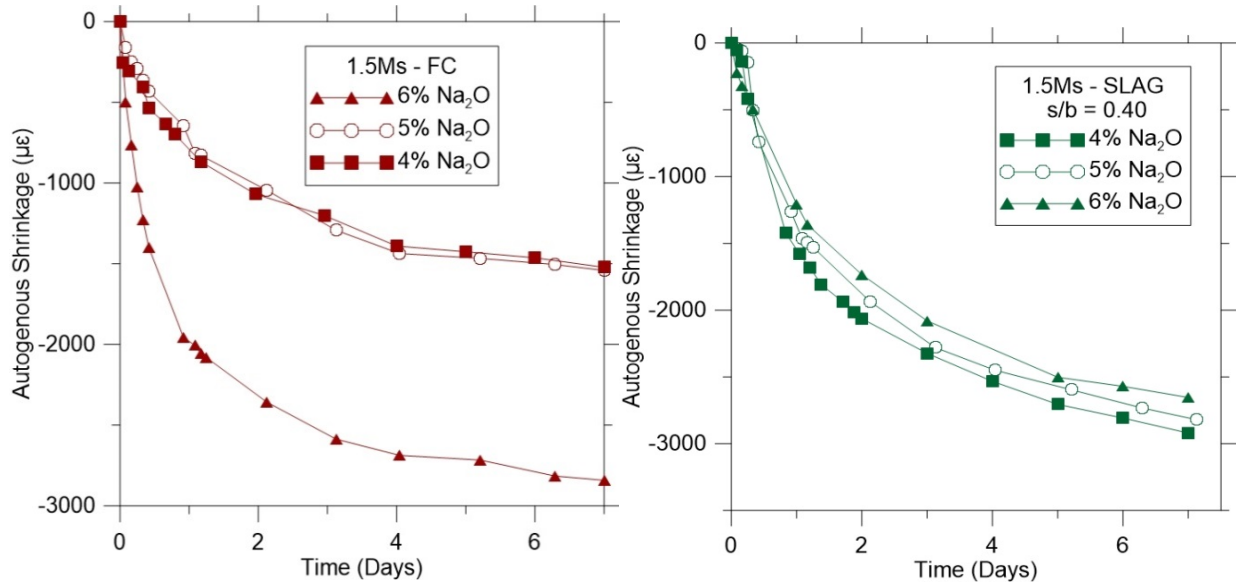 0
-1000
-2000
-3000
Autogenous Shrinkage (µε)
1.5Ms - FC
6% Na₂O
5% Na₂O
4% Na₂O
0 2 4 6
Time (Days)
0
-1000
-2000
-3000
Autogenous Shrinkage (µε)
1.5Ms - SLAG
s/b = 0.40
4% Na₂O
5% Na₂O
6% Na₂O
0 2 4 6
Time (Days)